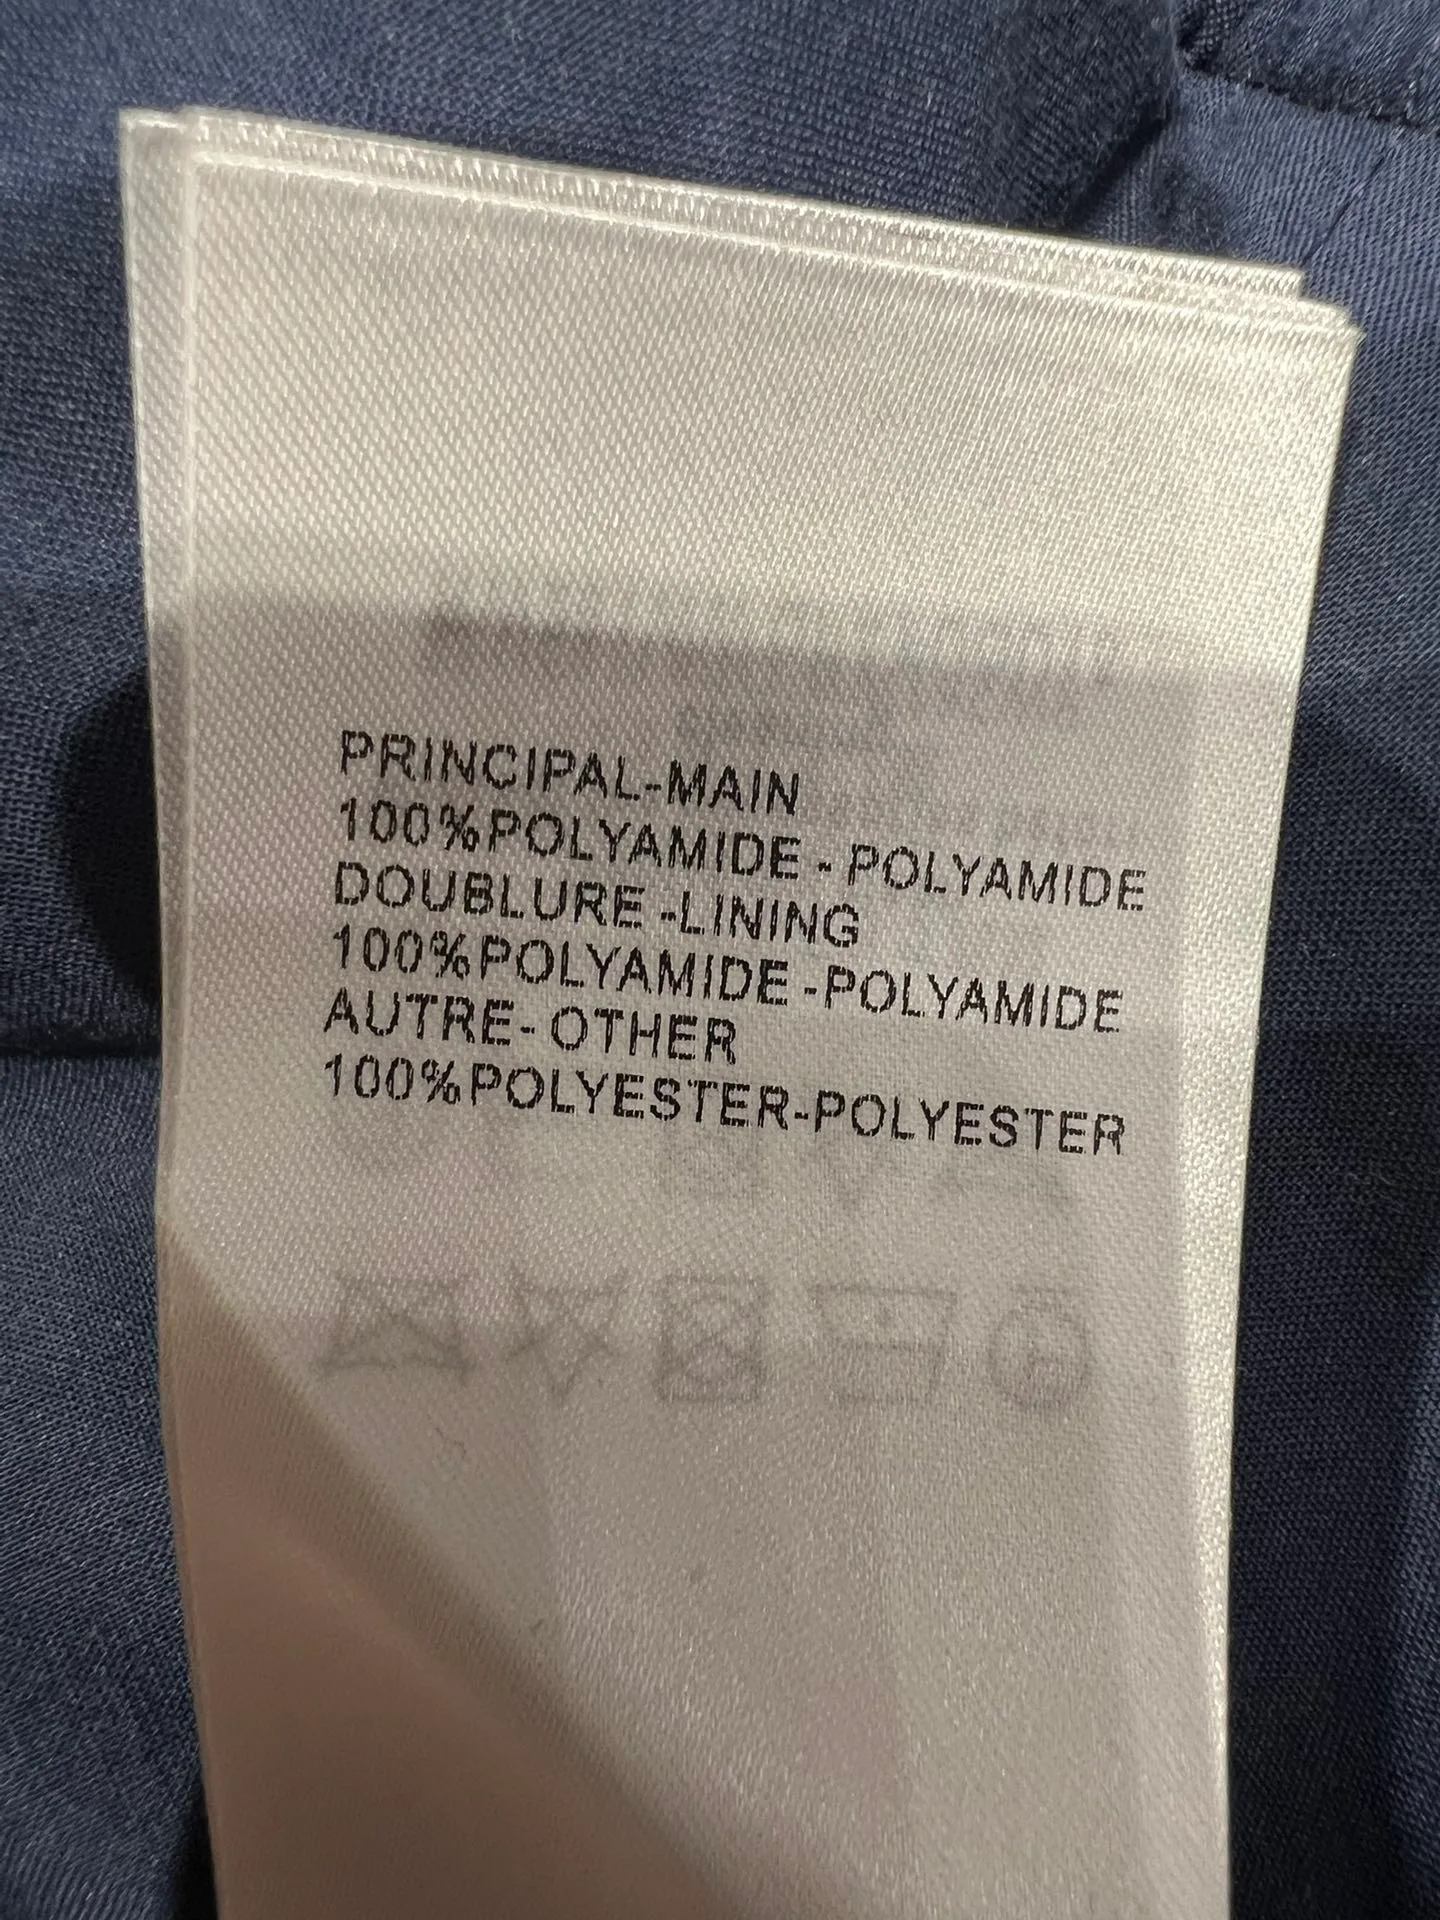 PRINCIPAL-MAIN
100%POLYAMIDE - POLYAMIDE
DOUBLURE -LINING
100%POLYAMIDE -POLYAMIDE
AUTRE- OTHER
100%POLYESTER-POLYESTER